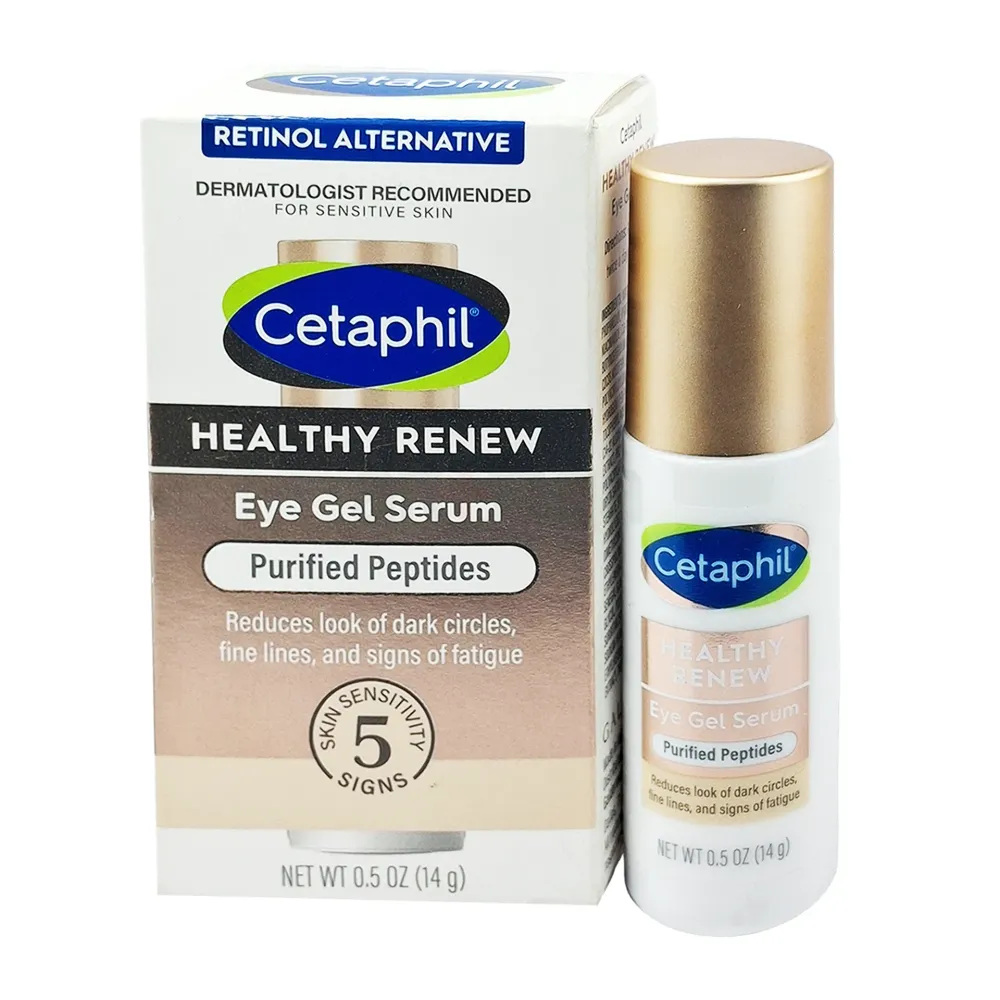 Cetaphil
RETINOL ALTERNATIVE
DERMATOLOGIST RECOMMENDED
FOR SENSITIVE SKIN
Cetaphil®
HEALTHY RENEW
Eye Gel Serum
Purified Peptides
Reduces look of dark circles,
fine lines, and signs of fatigue
SKIN SENSITIVITY
5
SIGNS
NET WT 0.5 OZ (14 g)
Cetaphil
Cetaphil®
HEALTHY
RENEW
Eye Gel Serum
Purified Peptides
Reduces look of dark circles,
fine lines, and signs of fatigue
NET WT 0.5 OZ (14 g)